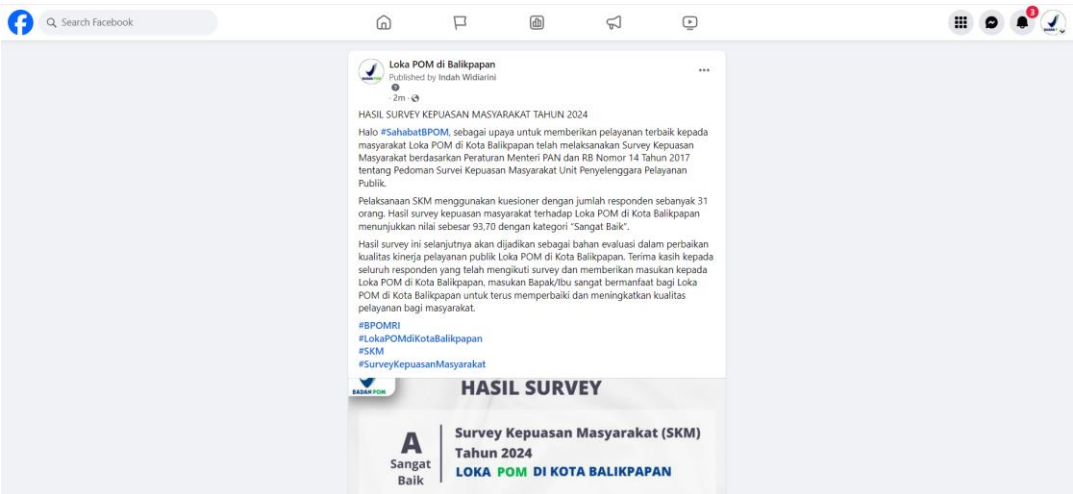 Search Facebook
3
Loka POM di Balikpapan
Published by Indah Widiarini
· 2m ·
HASIL SURVEY KEPUASAN MASYARAKAT TAHUN 2024
Halo #SahabatBPOM, sebagai upaya untuk memberikan pelayanan terbaik kepada
masyarakat Loka POM di Kota Balikpapan telah melaksanakan Survey Kepuasan
Masyarakat berdasarkan Peraturan Menteri PAN dan RB Nomor 14 Tahun 2017
tentang Pedoman Survei Kepuasan Masyarakat Unit Penyelenggara Pelayanan
Publik.
Pelaksanaan SKM menggunakan kuesioner dengan jumlah responden sebanyak 31
orang. Hasil survey kepuasan masyarakat terhadap Loka POM di Kota Balikpapan
menunjukkan nilai sebesar 93,70 dengan kategori "Sangat Baik".
Hasil survey ini selanjutnya akan dijadikan sebagai bahan evaluasi dalam perbaikan
kualitas kinerja pelayanan publik Loka POM di Kota Balikpapan. Terima kasih kepada
seluruh responden yang telah mengikuti survey dan memberikan masukan kepada
Loka POM di Kota Balikpapan, masukan Bapak/Ibu sangat bermanfaat bagi Loka
POM di Kota Balikpapan untuk terus memperbaiki dan meningkatkan kualitas
pelayanan bagi masyarakat.
#BPOMRI
#LokaPOMdiKotaBalikpapan
#SKM
#SurveyKepuasanMasyarakat
BADAN POM
HASIL SURVEY
A
Sangat
Baik
Survey Kepuasan Masyarakat (SKM)
Tahun 2024
LOKA POM DI KOTA BALIKPAPAN